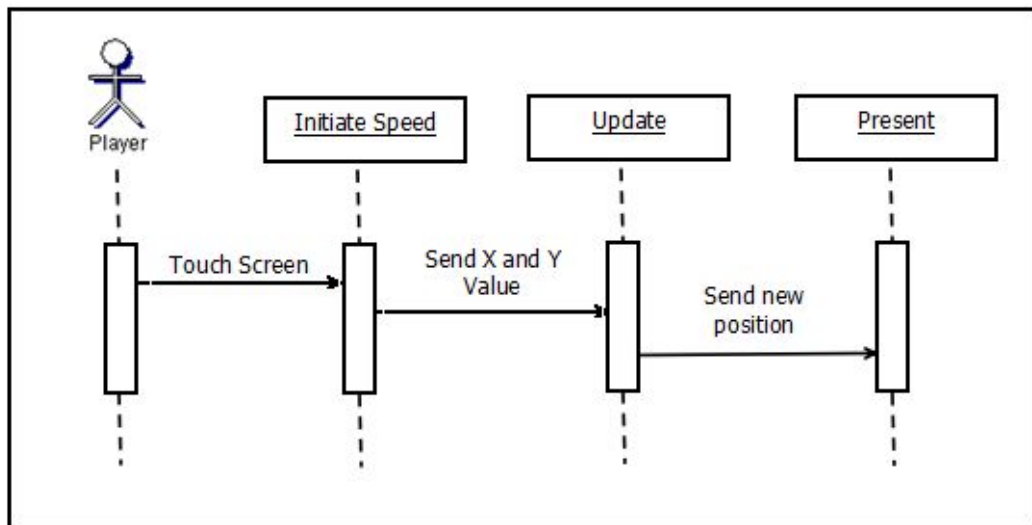 Player
Initiate Speed
Update
Present
Touch Screen
Send X and Y
Value
Send new
position